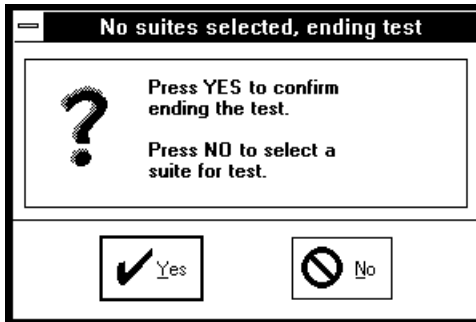 No suites selected, ending test
Press YES to confirm
ending the test.
Press NO to select a
suite for test.
Yes
No